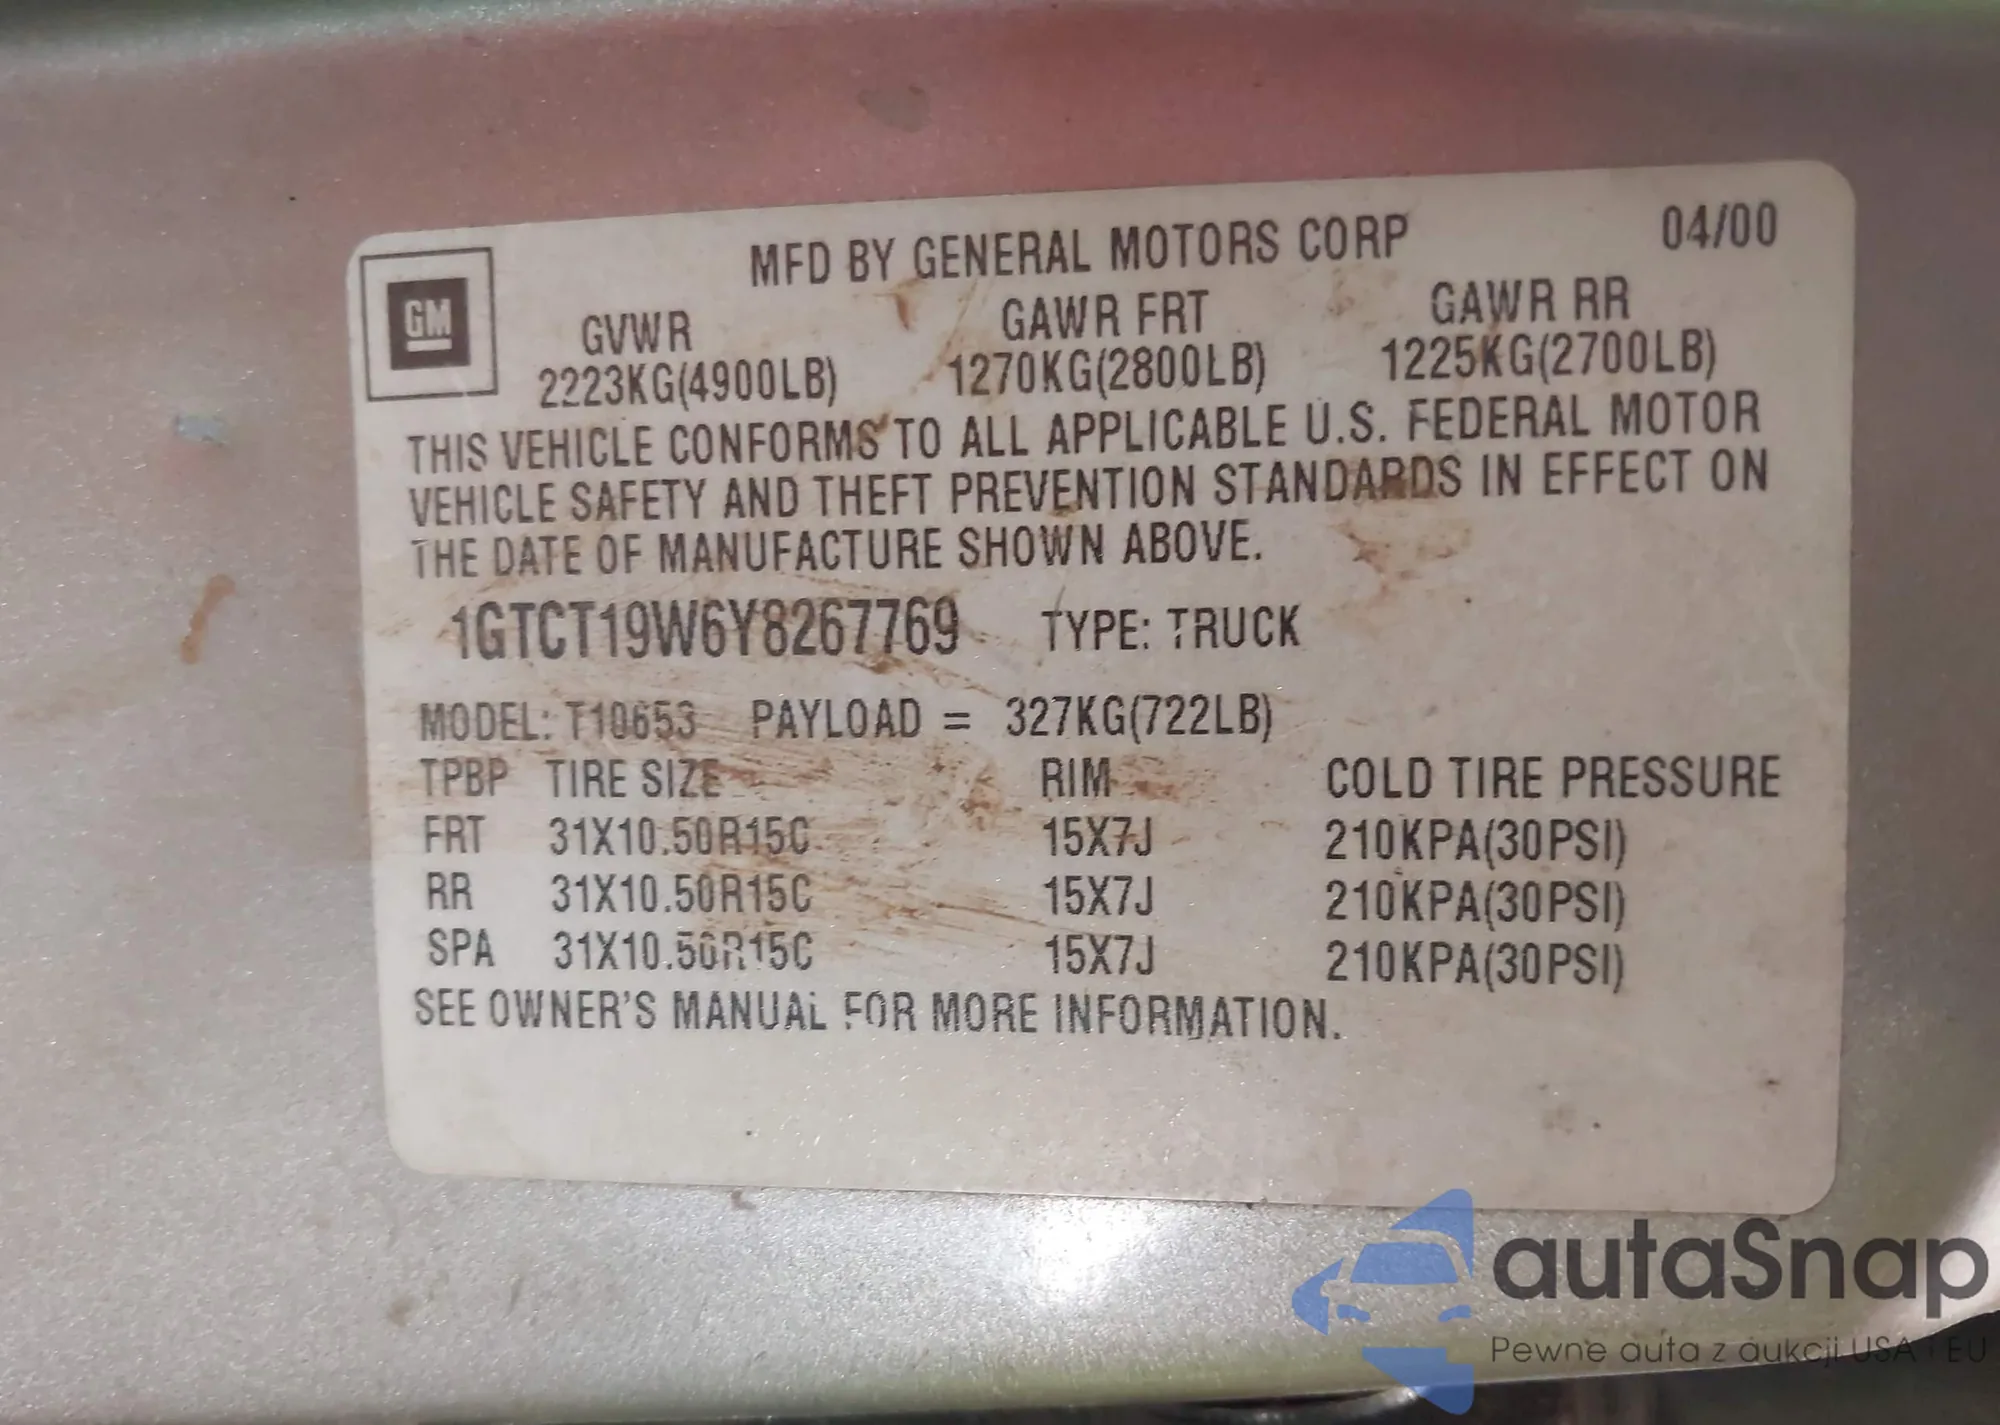 MFD BY GENERAL MOTORS CORP 04/00
GM
GVWR GAWR FRT GAWR RR
2223KG(4900LB) 1270KG(2800LB) 1225KG(2700LB)
THIS VEHICLE CONFORMS TO ALL APPLICABLE U.S. FEDERAL MOTOR
VEHICLE SAFETY AND THEFT PREVENTION STANDARDS IN EFFECT ON
THE DATE OF MANUFACTURE SHOWN ABOVE.
1GTCT19W6Y8267769 TYPE: TRUCK
MODEL: T10653 PAYLOAD = 327KG(722LB)
TPBP TIRE SIZE RIM COLD TIRE PRESSURE
FRT 31X10.50R15C 15X7J 210KPA(30PSI)
RR 31X10.50R15C 15X7J 210KPA(30PSI)
SPA 31X10.50R15C 15X7J 210KPA(30PSI)
SEE OWNER'S MANUAL FOR MORE INFORMATION.
autaSnap
Pewne auta z aukcji USA i EU